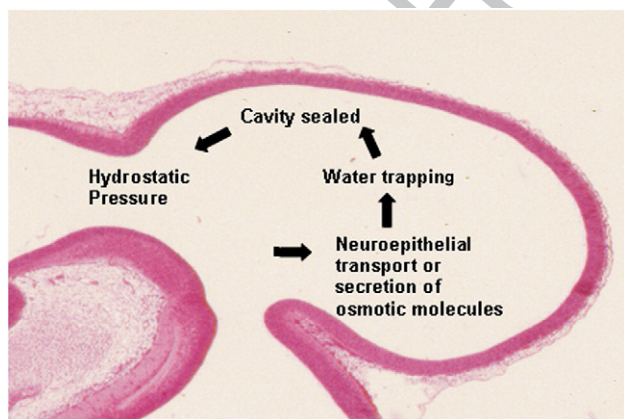 Cavity sealed
Hydrostatic
Pressure
Water trapping
Neuroepithelial
transport or
secretion of
osmotic molecules